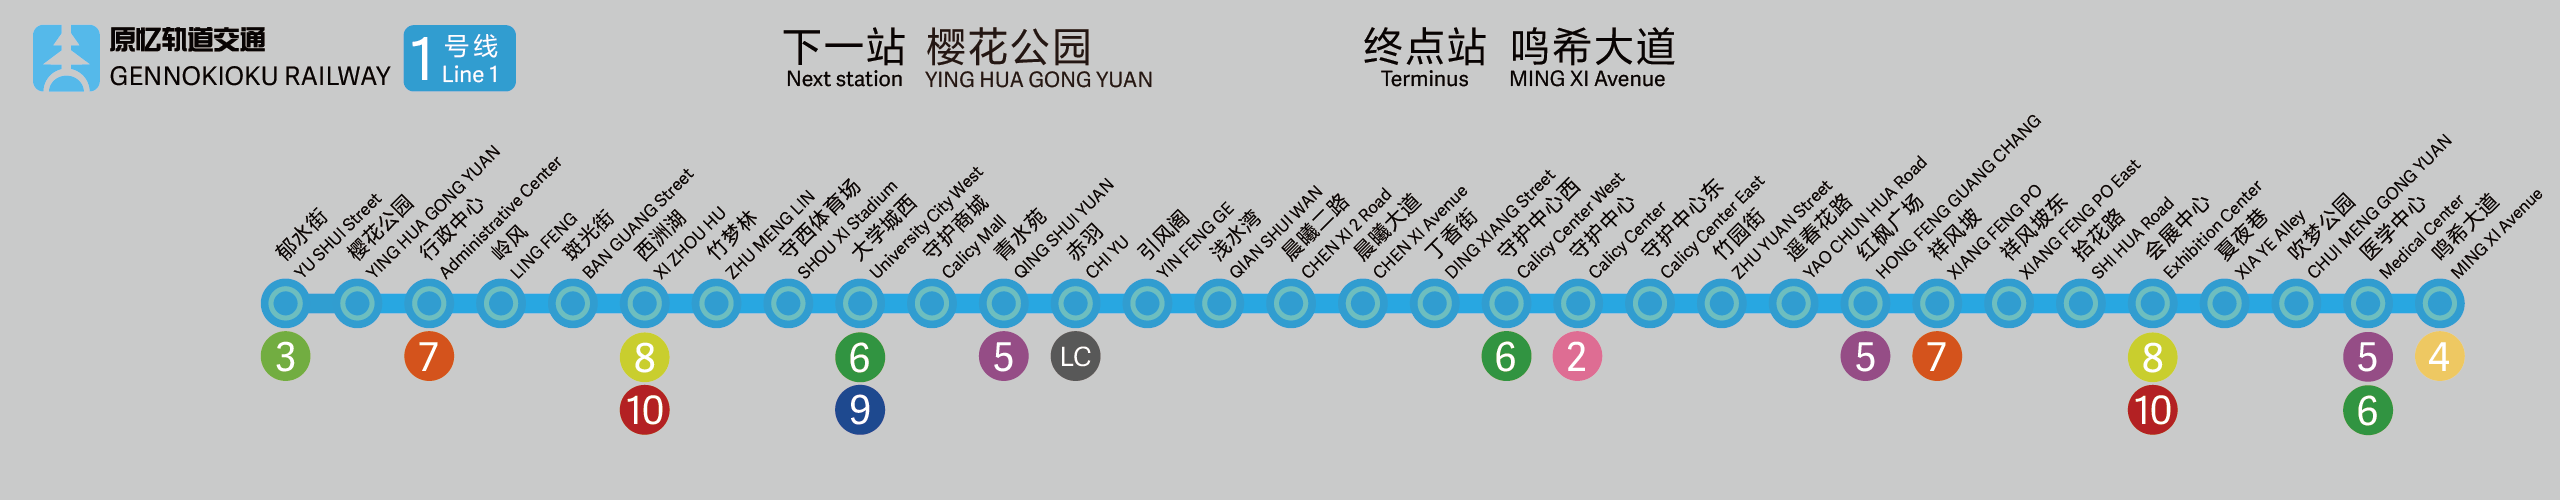 原忆轨道交通
GENNOKIOKU RAILWAY
1
号线
Line 1
下一站 樱花公园
Next station YING HUA GONG YUAN
终点站 鸣希大道
Terminus MING XI Avenue
郁水街
YU SHUI Street
樱花公园
YING HUA GONG YUAN
行政中心
Administrative Center
岭风
LING FENG
斑光街
BAN GUANG Street
西洲湖
XI ZHOU HU
竹梦林
ZHU MENG LIN
守西体育场
SHOU XI Stadium
大学城西
University City West
守护商城
Calicy Mall
青水苑
QING SHUI YUAN
赤羽
CHI YU
引风阁
YIN FENG GE
浅水湾
QIAN SHUI WAN
晨曦二路
CHEN XI 2 Road
晨曦大道
CHEN XI Avenue
丁香街
DING XIANG Street
守护中心西
Calicy Center West
守护中心
Calicy Center
守护中心东
Calicy Center East
竹园街
ZHU YUAN Street
遥春花路
YAO CHUN HUA Road
红枫广场
HONG FENG GUANG CHANG
祥风坡
XIANG FENG PO
祥风坡东
XIANG FENG PO East
拾花路
SHI HUA Road
会展中心
Exhibition Center
夏夜巷
XIA YE Alley
吹梦公园
CHUI MENG GONG YUAN
医学中心
Medical Center
鸣希大道
MING XI Avenue
3 7 8 6 5 LC 6 2 5 7 8 5 4
10 9 10 6